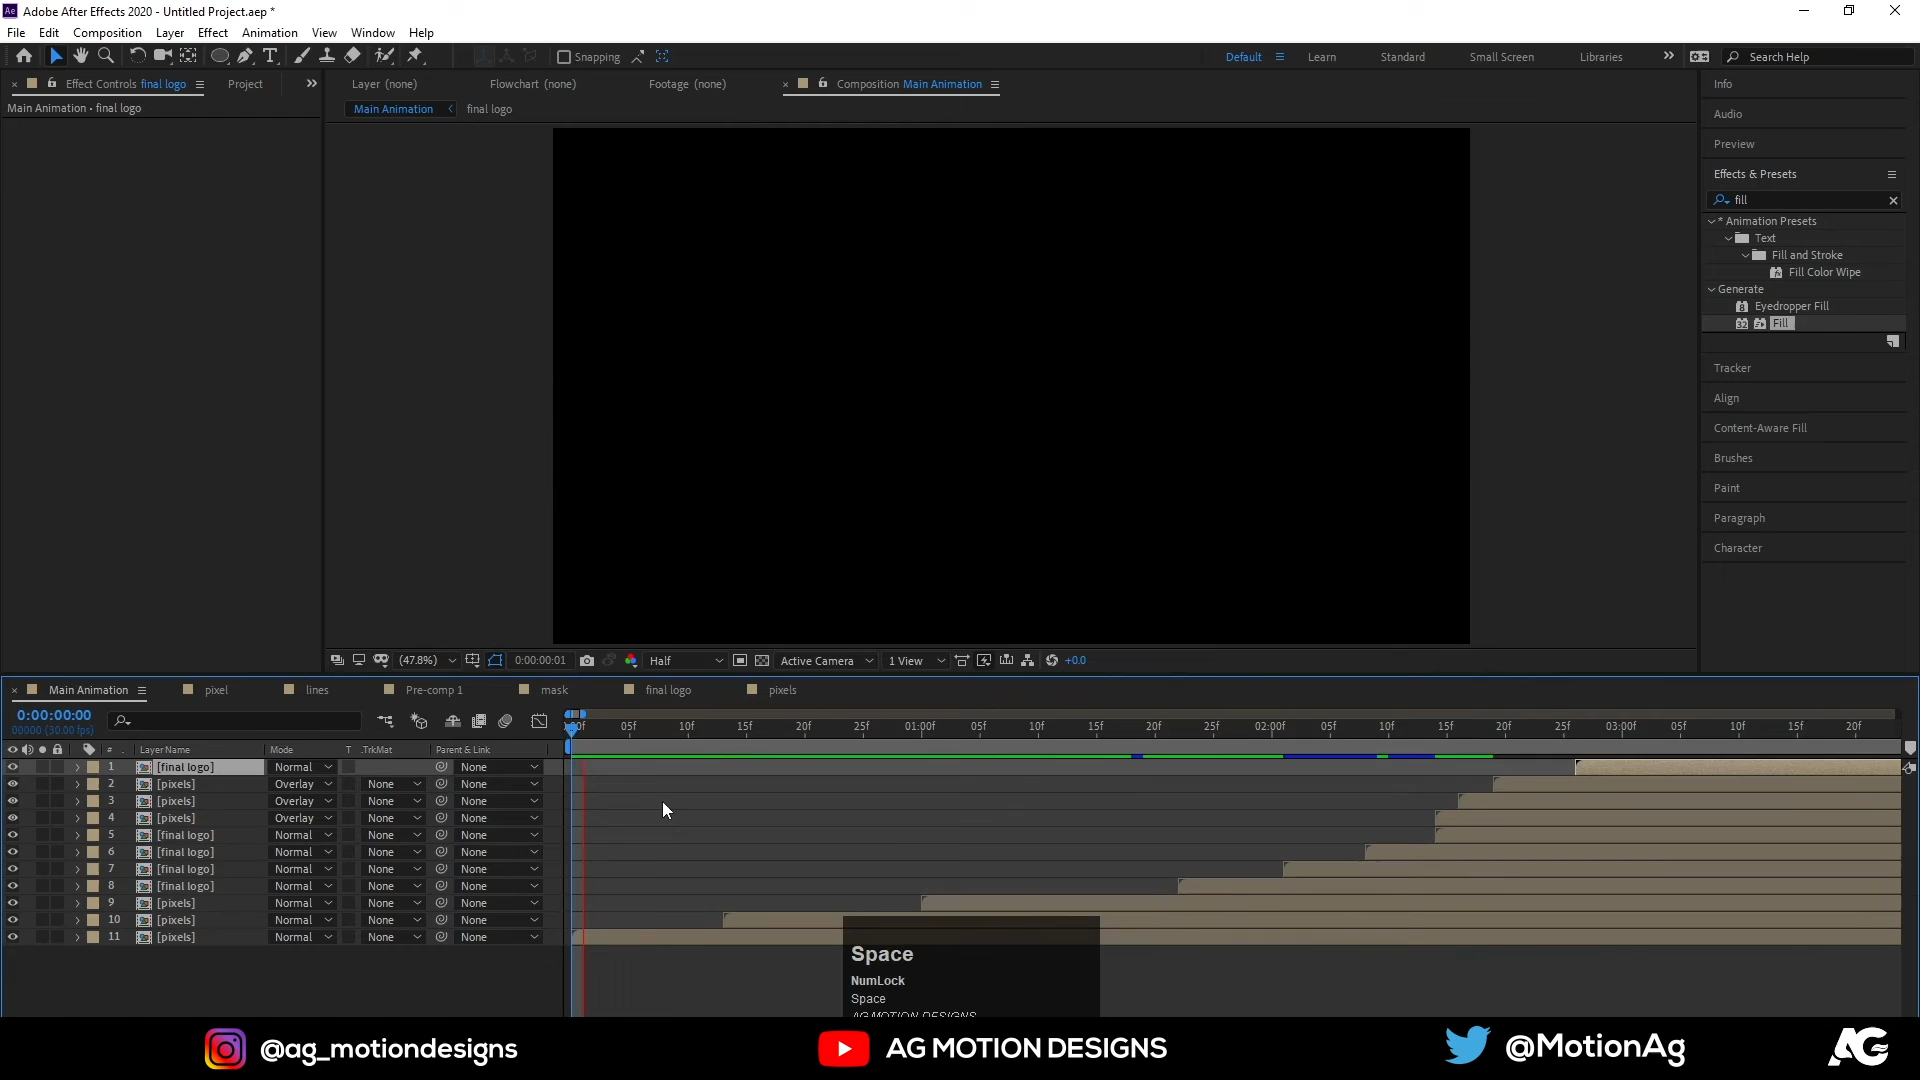 Ae Adobe After Effects 2020 - Untitled Project.aep *
File Edit Composition Layer Effect Animation View Window Help
Snapping Default Learn Standard Small Screen Libraries Search Help
Effect Controls final logo Project Layer (none) Flowchart (none) Footage (none) Composition Main Animation
Main Animation • final logo
Main Animation final logo
Info
Audio
Preview
Effects & Presets
fill
* Animation Presets
Text
Fill and Stroke
Fill Color Wipe
Generate
Eyedropper Fill
32 Fill
Tracker
Align
Content-Aware Fill
Brushes
Paint
Paragraph
Character
(47.8%) 0:00:00:01 Half Active Camera 1 View +0.0
Main Animation pixel lines Pre-comp 1 mask final logo pixels
0:00:00:00
00000 (30.00 fps)
05f 10f 15f 20f 25f 01:00f 05f 10f 15f 20f 25f 02:00f 05f 10f 15f 20f 25f 03:00f 05f 10f 15f 20f
# Layer Name Mode T .TrkMat Parent & Link
1 [final logo] Normal None
2 [pixels] Overlay None None
3 [pixels] Overlay None None
4 [pixels] Overlay None None
5 [final logo] Normal None None
6 [final logo] Normal None None
7 [final logo] Normal None None
8 [final logo] Normal None None
9 [pixels] Normal None None
10 [pixels] Normal None None
11 [pixels] Normal None None
Space
NumLock
Space
AG MOTION DESIGNS
@ag_motiondesigns AG MOTION DESIGNS @MotionAg AG